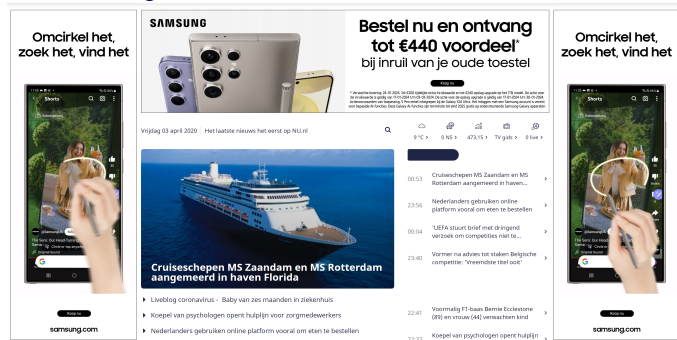 Omcirkel het,
zoek het, vind het
Shorts
samsung.com
SAMSUNG
Bestel nu en ontvang
tot €440 voordeel*
bij inruil van je oude toestel
Koop nu
Vrijdag 03 april 2020 | Het laatste nieuws het eerst op NU.nl
9 °C >
0 NS >
473,15 >
TV gids >
0 live >
Cruiseschepen MS Zaandam en MS Rotterdam
aangemeerd in haven Florida
Liveblog coronavirus - Baby van zes maanden in ziekenhuis
Koepel van psychologen opent hulplijn voor zorgmedewerkers
Nederlanders gebruiken online platform vooral om eten te bestellen
00:53 Cruiseschepen MS Zaandam en MS
Rotterdam aangemeerd in haven...
23:56 Nederlanders gebruiken online
platform vooral om eten te bestellen
00:04 'UEFA stuurt brief met dringend
verzoek om competities niet te...
23:60 Vormer na advies tot staken Belgische
competitie: 'Vreemdste titel ooit'
22:41 Voormalig F1-baas Bernie Ecclestone
(89) en vrouw (44) verwachten kind
Koepel van psychologen opent hulplijn
Omcirkel het,
zoek het, vind het
Shorts
Koop nu
samsung.com